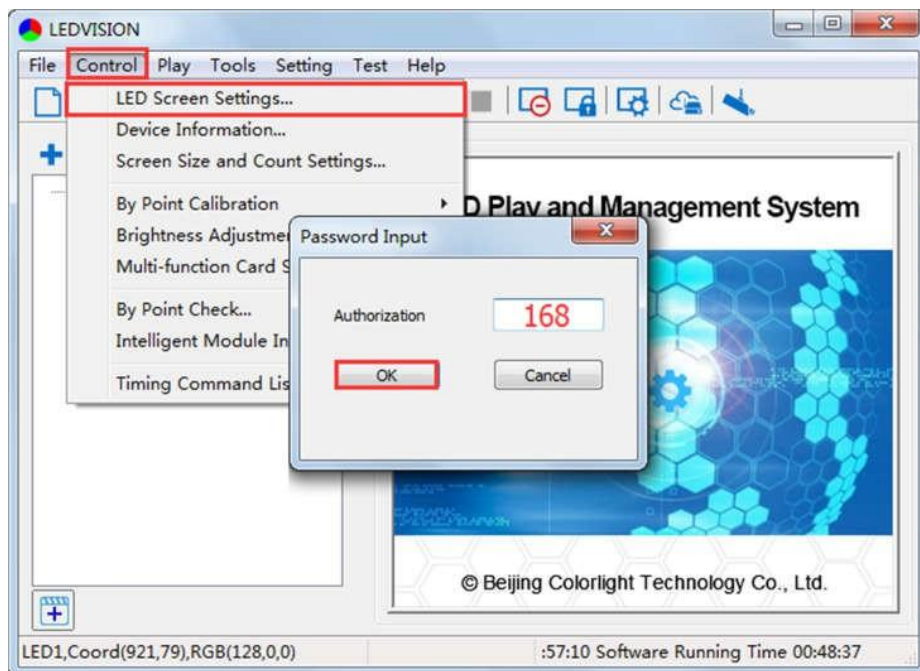 LEDVISION
File Control Play Tools Setting Test Help
LED Screen Settings...
Device Information...
Screen Size and Count Settings...
By Point Calibration
D Play and Management System
Brightness Adjustme
Password Input
Multi-function Card S
By Point Check...
Authorization 168
Intelligent Module In
OK Cancel
Timing Command Lis
© Beijing Colorlight Technology Co., Ltd.
LED1,Coord(921,79),RGB(128,0,0) :57:10 Software Running Time 00:48:37